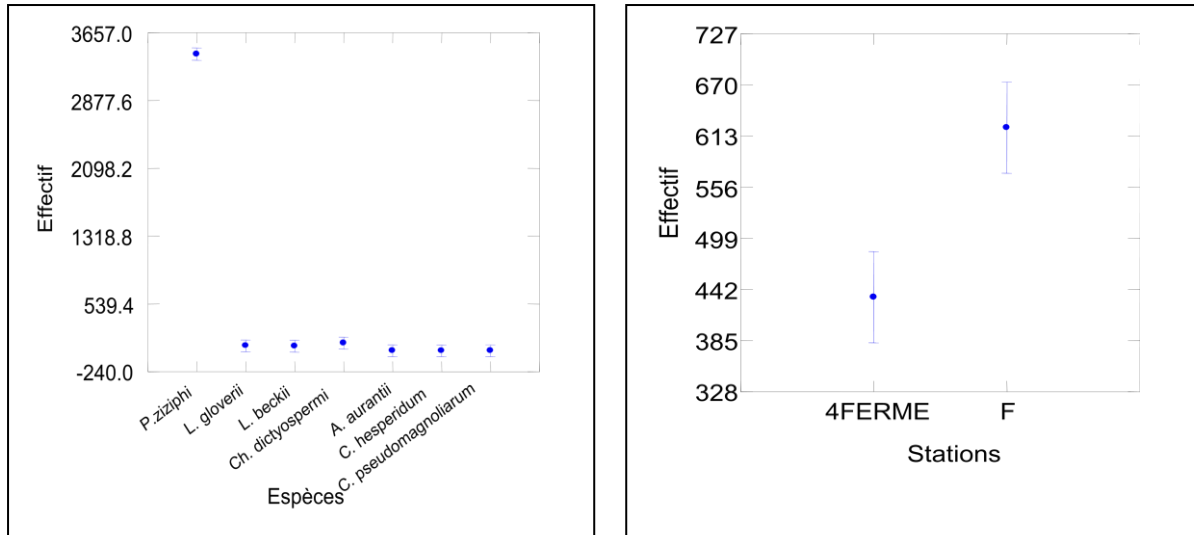 3657.0
2877.6
2098.2
1318.8
539.4
-240.0
Effectif
P.ziziphi
L. gloverii
L. beckii
Ch. dictyospermi
A. aurantii
C. hesperidum
C. pseudomagnoliarum
Espèces
727
670
613
556
499
442
385
328
Effectif
4FERME
F
Stations